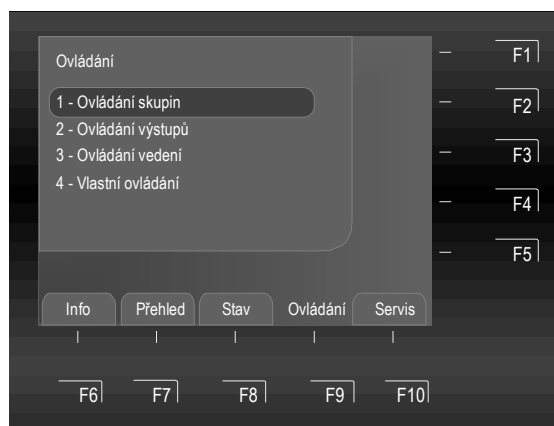 Ovládání
1 - Ovládání skupin
2 - Ovládání výstupů
3 - Ovládání vedení
4 - Vlastní ovládání
F1
F2
F3
F4
F5
Info Přehled Stav Ovládání Servis
F6 F7 F8 F9 F10